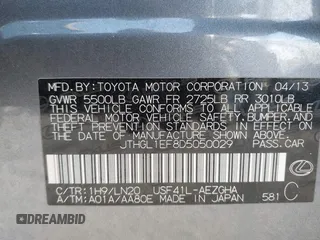 MFD.BY:TOYOTA MOTOR CORPORATION 04/13
GVWR 5500LB GAWR FR 2725LB RR 3010LB
THIS VEHICLE CONFORMS TO ALL APPLICABLE
FEDERAL MOTOR VEHICLE SAFETY,
BUMPER, AND THEFT PREVENTION STANDARDS
IN EFFECT ON THE DATE OF MANUFACTURE
SHOWN ABOVE.
JTHGL1EF8D5050029 PASS.CAR
C/TR:1H9/LN20 USF41L-AEZGHA
A/TM:A01A/AA80E MADE IN JAPAN 581 C
DREAMBID